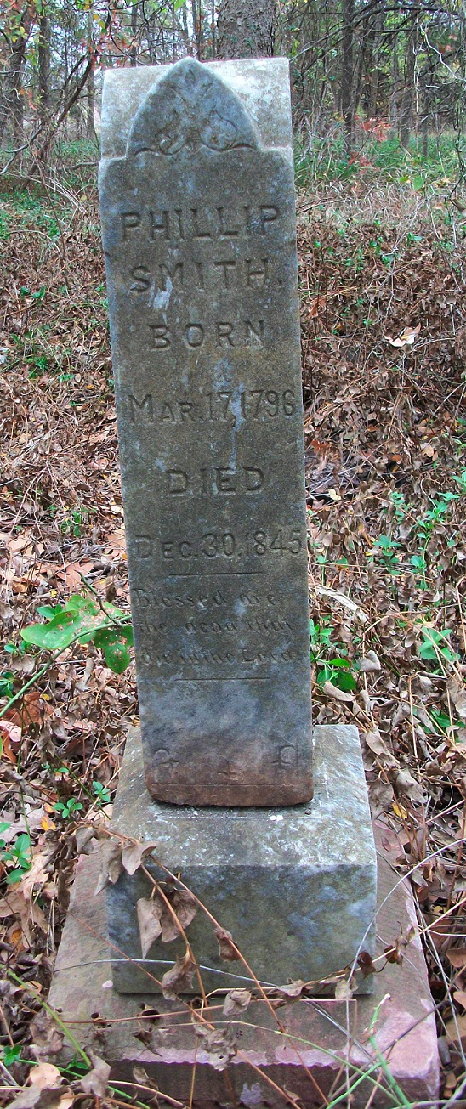 PHILLIP
SMITH.
BORN
MAR. 17, 1796
DIED
DEC. 30, 1845
Blessed are
the dead that
die in the Lord